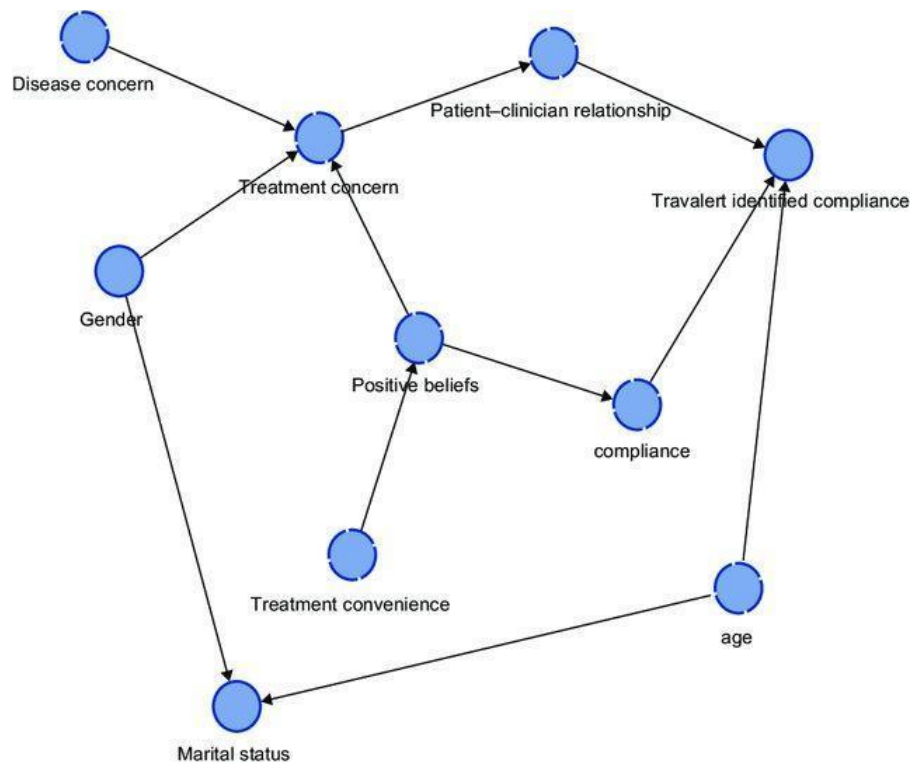 Disease concern
Patient–clinician relationship
Treatment concern
Travalert identified compliance
Gender
Positive beliefs
compliance
Treatment convenience
age
Marital status